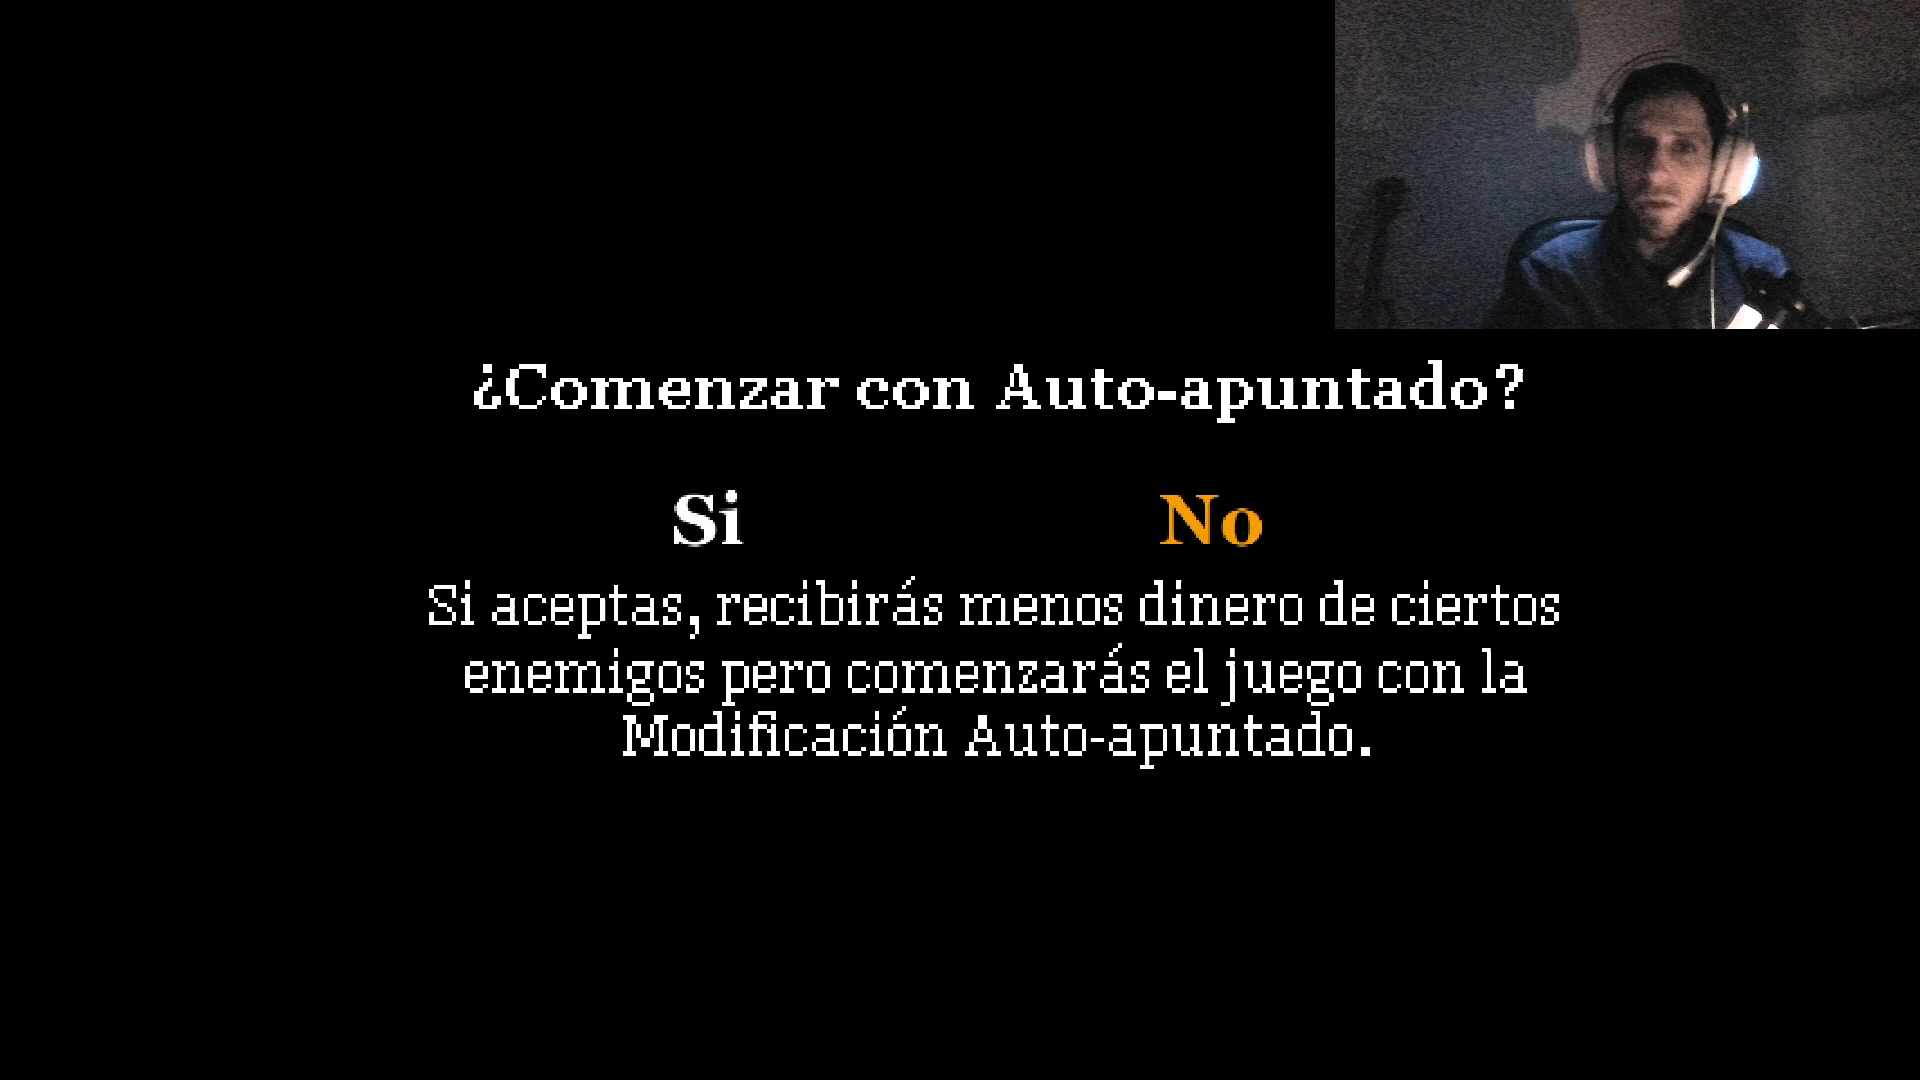 ¿Comenzar con Auto-apuntado?
Si No
Si aceptas, recibirás menos dinero de ciertos
enemigos pero comenzarás el juego con la
Modificación Auto-apuntado.